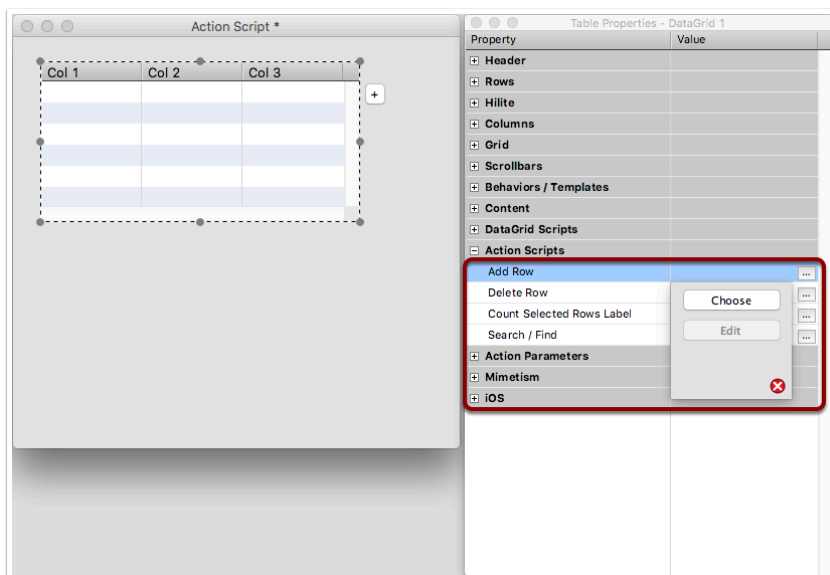 Action Script *
Col 1 Col 2 Col 3
+
Table Properties - DataGrid 1
Property Value
Header
Rows
Hilite
Columns
Grid
Scrollbars
Behaviors / Templates
Content
DataGrid Scripts
Action Scripts
Add Row ...
Delete Row ...
Count Selected Rows Label ...
Search / Find ...
Choose
Edit
Action Parameters
Mimetism
iOS